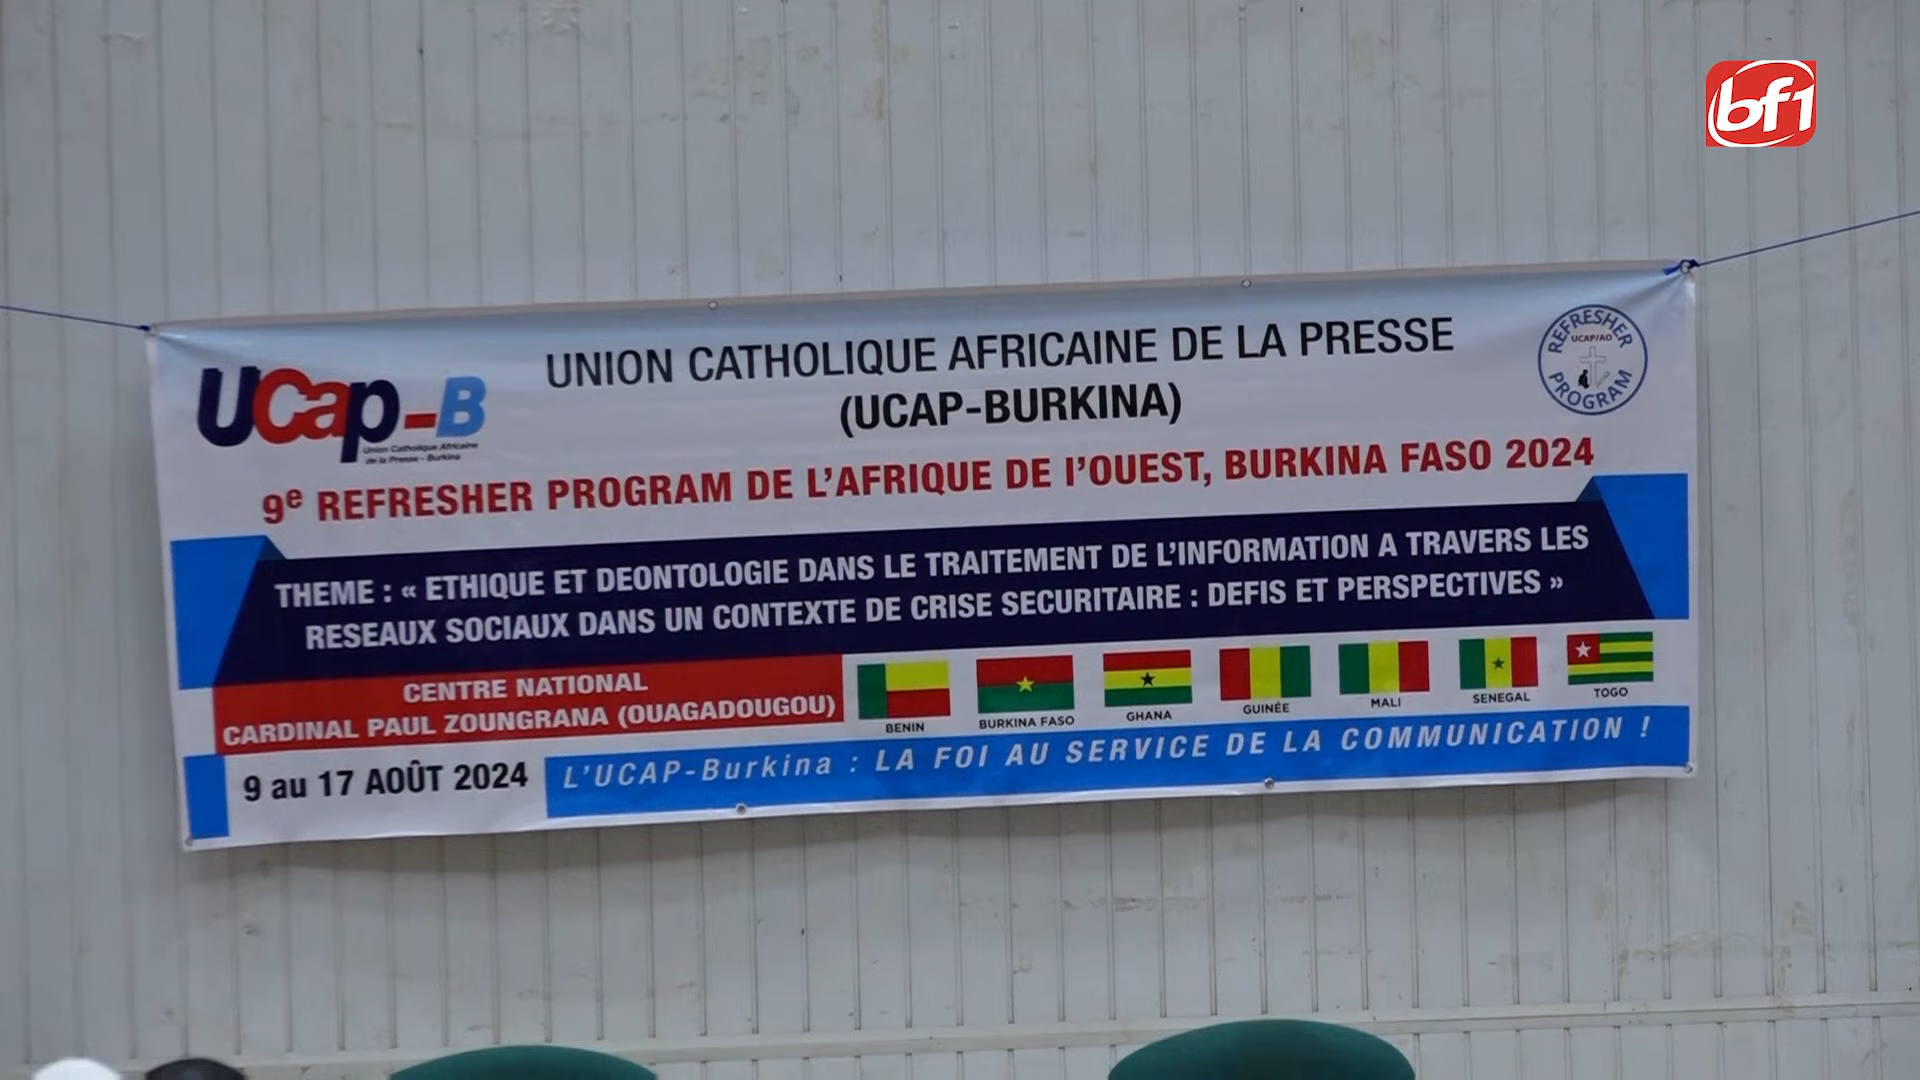 bf1
UNION CATHOLIQUE AFRICAINE DE LA PRESSE
(UCAP-BURKINA)
UCap-B
Union Catholique Africaine
de la Presse - Burkina
REFRESHER
UCAP/AO
PROGRAM
9e REFRESHER PROGRAM DE L'AFRIQUE DE l'OUEST, BURKINA FASO 2024
THEME : « ETHIQUE ET DEONTOLOGIE DANS LE TRAITEMENT DE L'INFORMATION A TRAVERS LES
RESEAUX SOCIAUX DANS UN CONTEXTE DE CRISE SECURITAIRE : DEFIS ET PERSPECTIVES »
CENTRE NATIONAL
CARDINAL PAUL ZOUNGRANA (OUAGADOUGOU)
BENIN
BURKINA FASO
GHANA
GUINÉE
MALI
SENEGAL
TOGO
9 au 17 AOÛT 2024
L'UCAP-Burkina : LA FOI AU SERVICE DE LA COMMUNICATION !